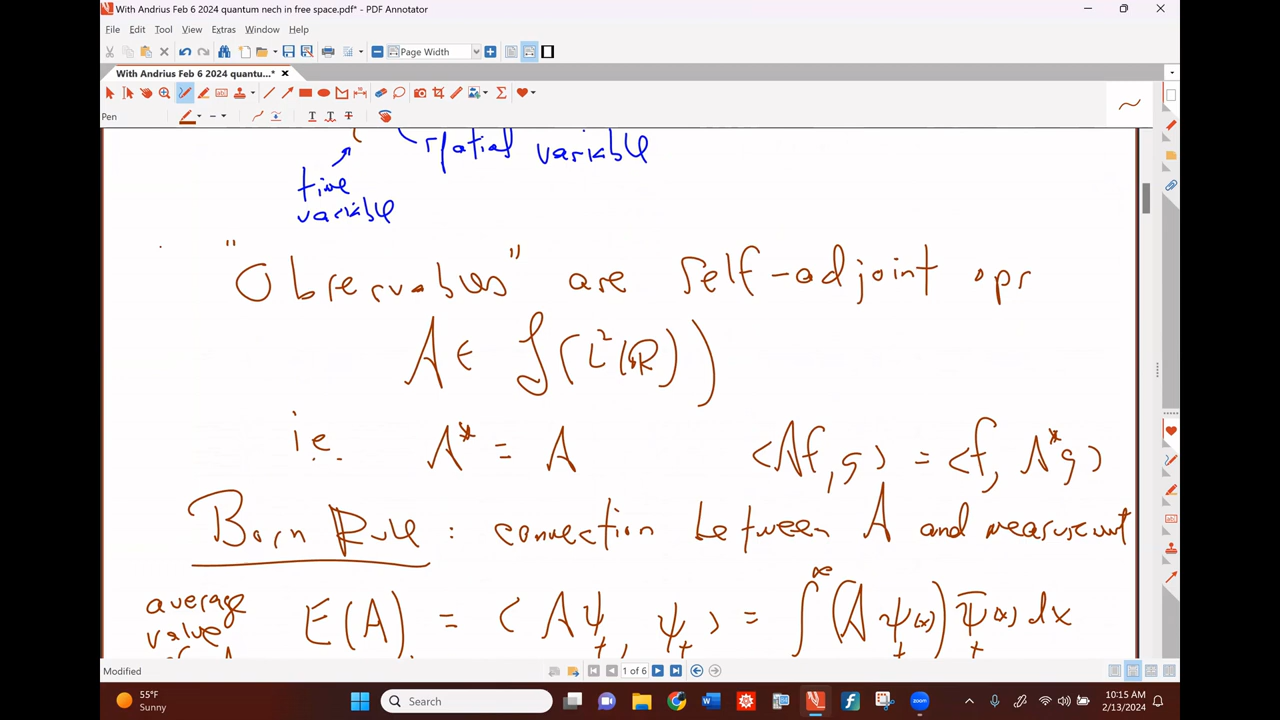 With Andrius Feb 6 2024 quantum nech in free space.pdf* - PDF Annotator
File Edit Tool View Extras Window Help
Page Width
With Andrius Feb 6 2024 quantu...*
Pen
spatial variable
time
variable
"Observables" are self-adjoint opr
A ∈ L(L²(ℝ))
i.e. A* = A <Af, g> = <f, A*g>
Born Rule: connection between A and measurement
average
value
E(A) = <Aψ_t, ψ_t> = ∫^∞ (Aψ_t(x)) ψ̅_t(x) dx
Modified
1 of 6
55°F
Sunny
Search
10:15 AM
2/13/2024